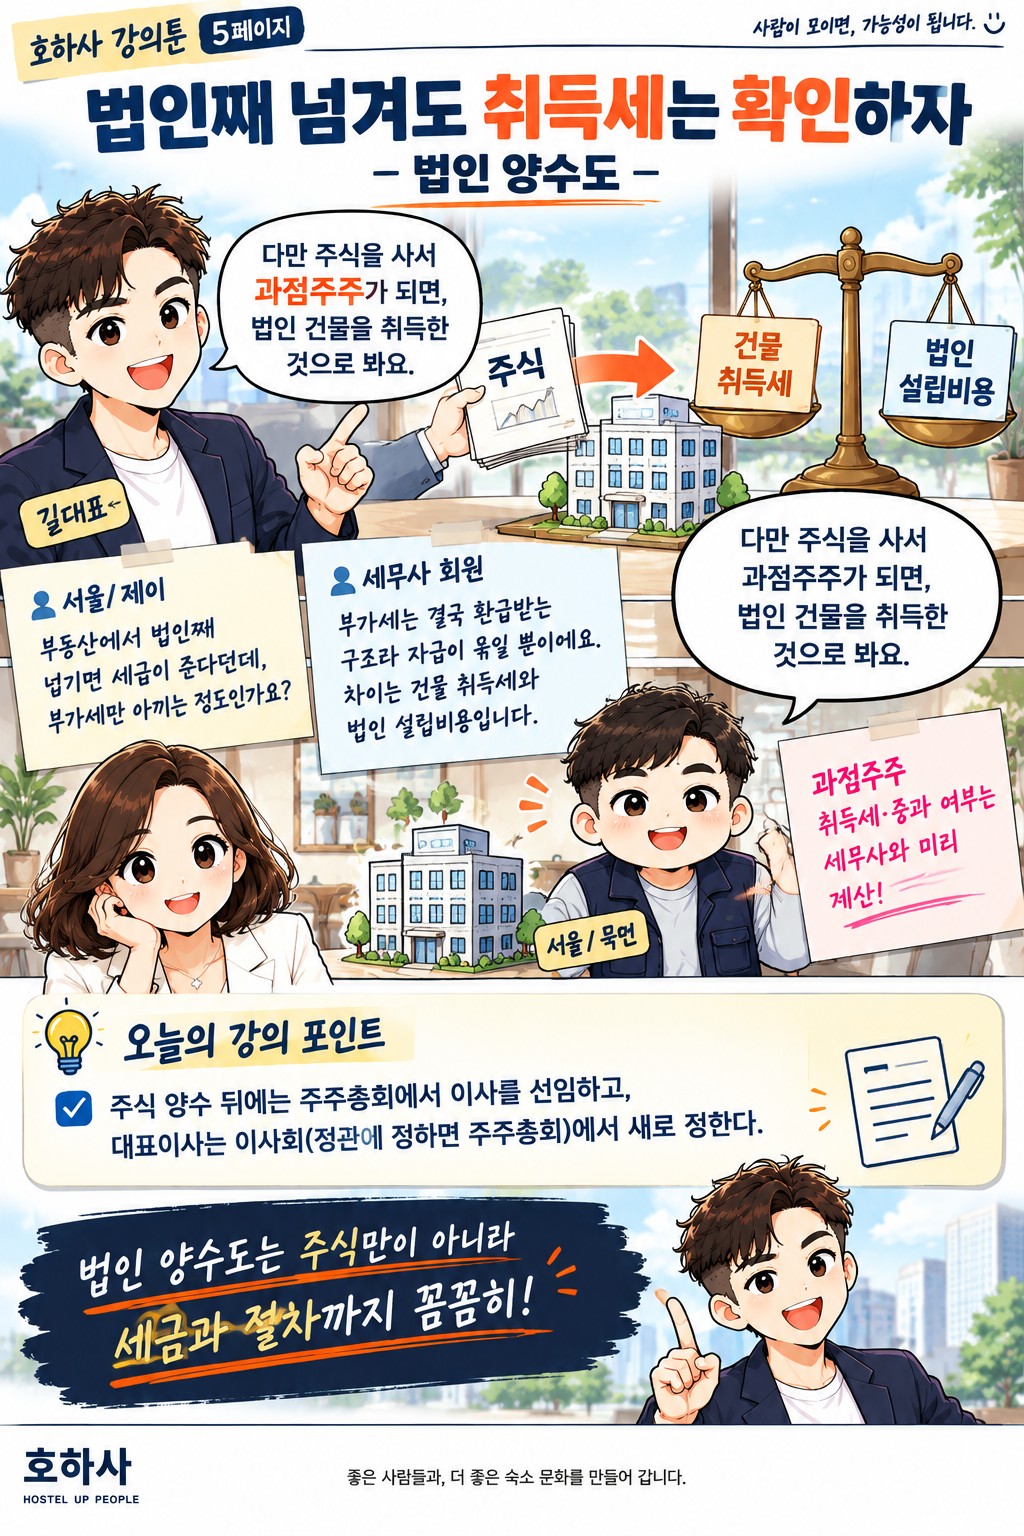 호하사 강의툰 5페이지
사람이 모이면, 가능성이 됩니다.
법인째 넘겨도 취득세는 확인하자
– 법인 양수도 –
다만 주식을 사서
과점주주가 되면,
법인 건물을 취득한
것으로 봐요.
주식
건물
취득세
법인
설립비용
길대표
서울/제이
부동산에서 법인째
넘기면 세금이 준다던데,
부가세만 아끼는 정도인가요?
세무사 회원
부가세는 결국 환급받는
구조라 자금이 묶일 뿐이에요.
차이는 건물 취득세와
법인 설립비용입니다.
다만 주식을 사서
과점주주가 되면,
법인 건물을 취득한
것으로 봐요.
서울/묵연
과점주주
취득세·중과 여부는
세무사와 미리
계산!
오늘의 강의 포인트
주식 양수 뒤에는 주주총회에서 이사를 선임하고,
대표이사는 이사회(정관에 정하면 주주총회)에서 새로 정한다.
법인 양수도는 주식만이 아니라
세금과 절차까지 꼼꼼히!
호하사
HOSTEL UP PEOPLE
좋은 사람들과, 더 좋은 숙소 문화를 만들어 갑니다.